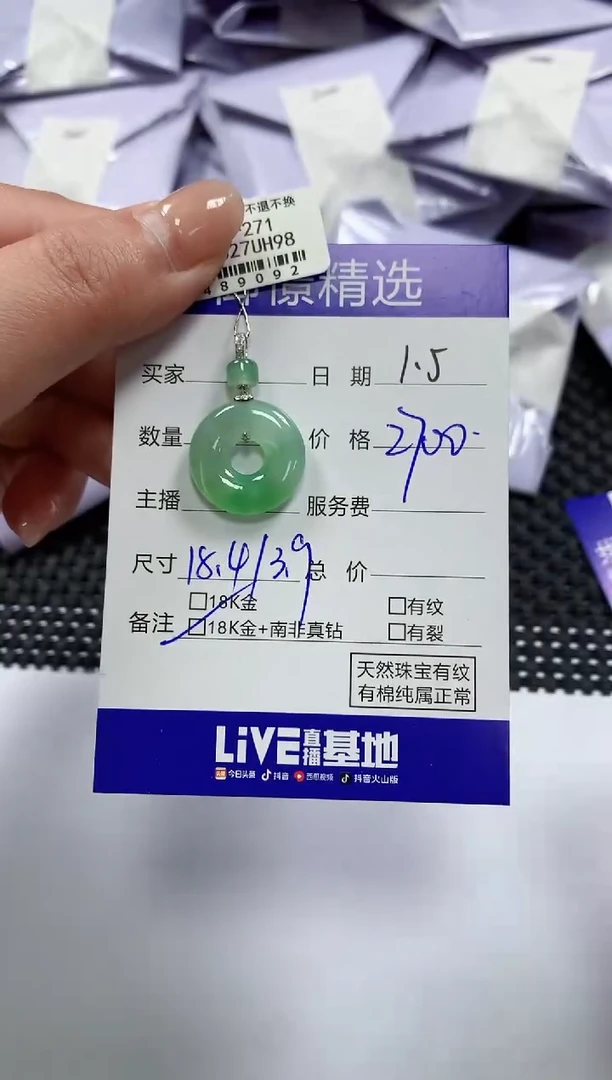 不退不换
271
27UH98
489092
精选
买家
日 期 1.5
数量
价 格 2700-
主播
服务费
尺寸 18.4/3.9
总 价
备注
□18K金
□有纹
□18K金+南非真钻
□有裂
天然珠宝有纹
有棉纯属正常
LiVE直播基地
今日头条 抖音 西瓜视频 抖音火山版